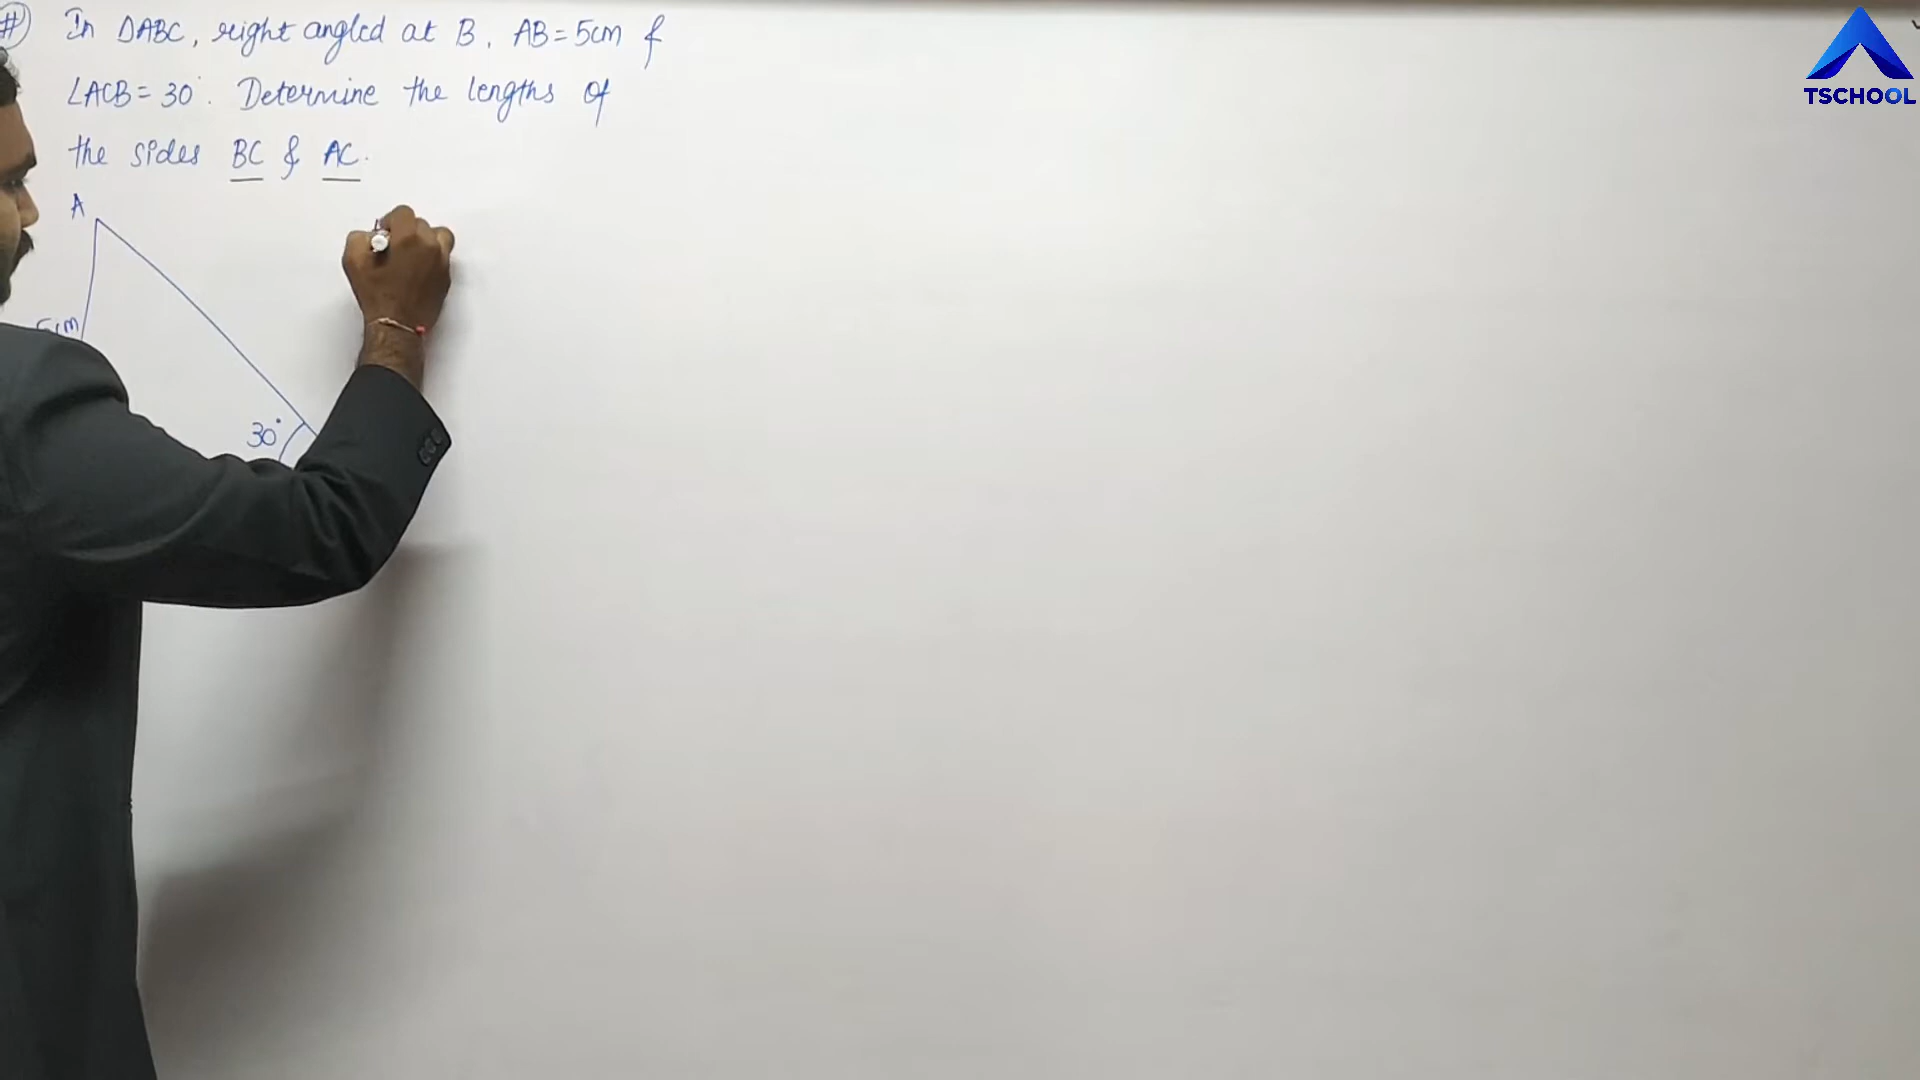 # In ΔABC, right angled at B, AB = 5cm &
∠ACB = 30°. Determine the lengths of
the sides BC & AC.
A
5cm
30°
TSCHOOL